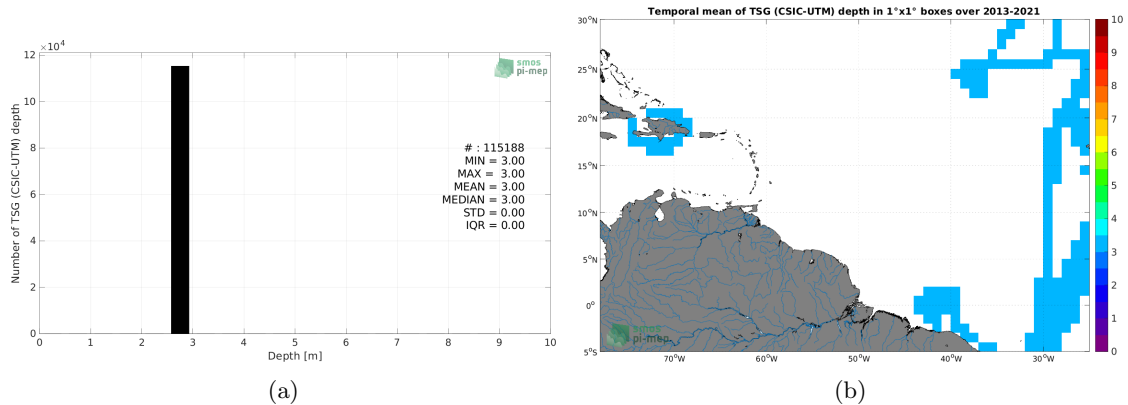 ×10⁴
12
10
8
6
4
2
0
Number of TSG (CSIC-UTM) depth
0 1 2 3 4 5 6 7 8 9 10
Depth [m]
smos
pi-mep
# : 115188
MIN = 3.00
MAX = 3.00
MEAN = 3.00
MEDIAN = 3.00
STD = 0.00
IQR = 0.00
(a)
Temporal mean of TSG (CSIC-UTM) depth in 1°x1° boxes over 2013-2021
30°N
25°N
20°N
15°N
10°N
5°N
0°
5°S
70°W 60°W 50°W 40°W 30°W
smos
pi-mep
10
9
8
7
6
5
4
3
2
1
0
(b)